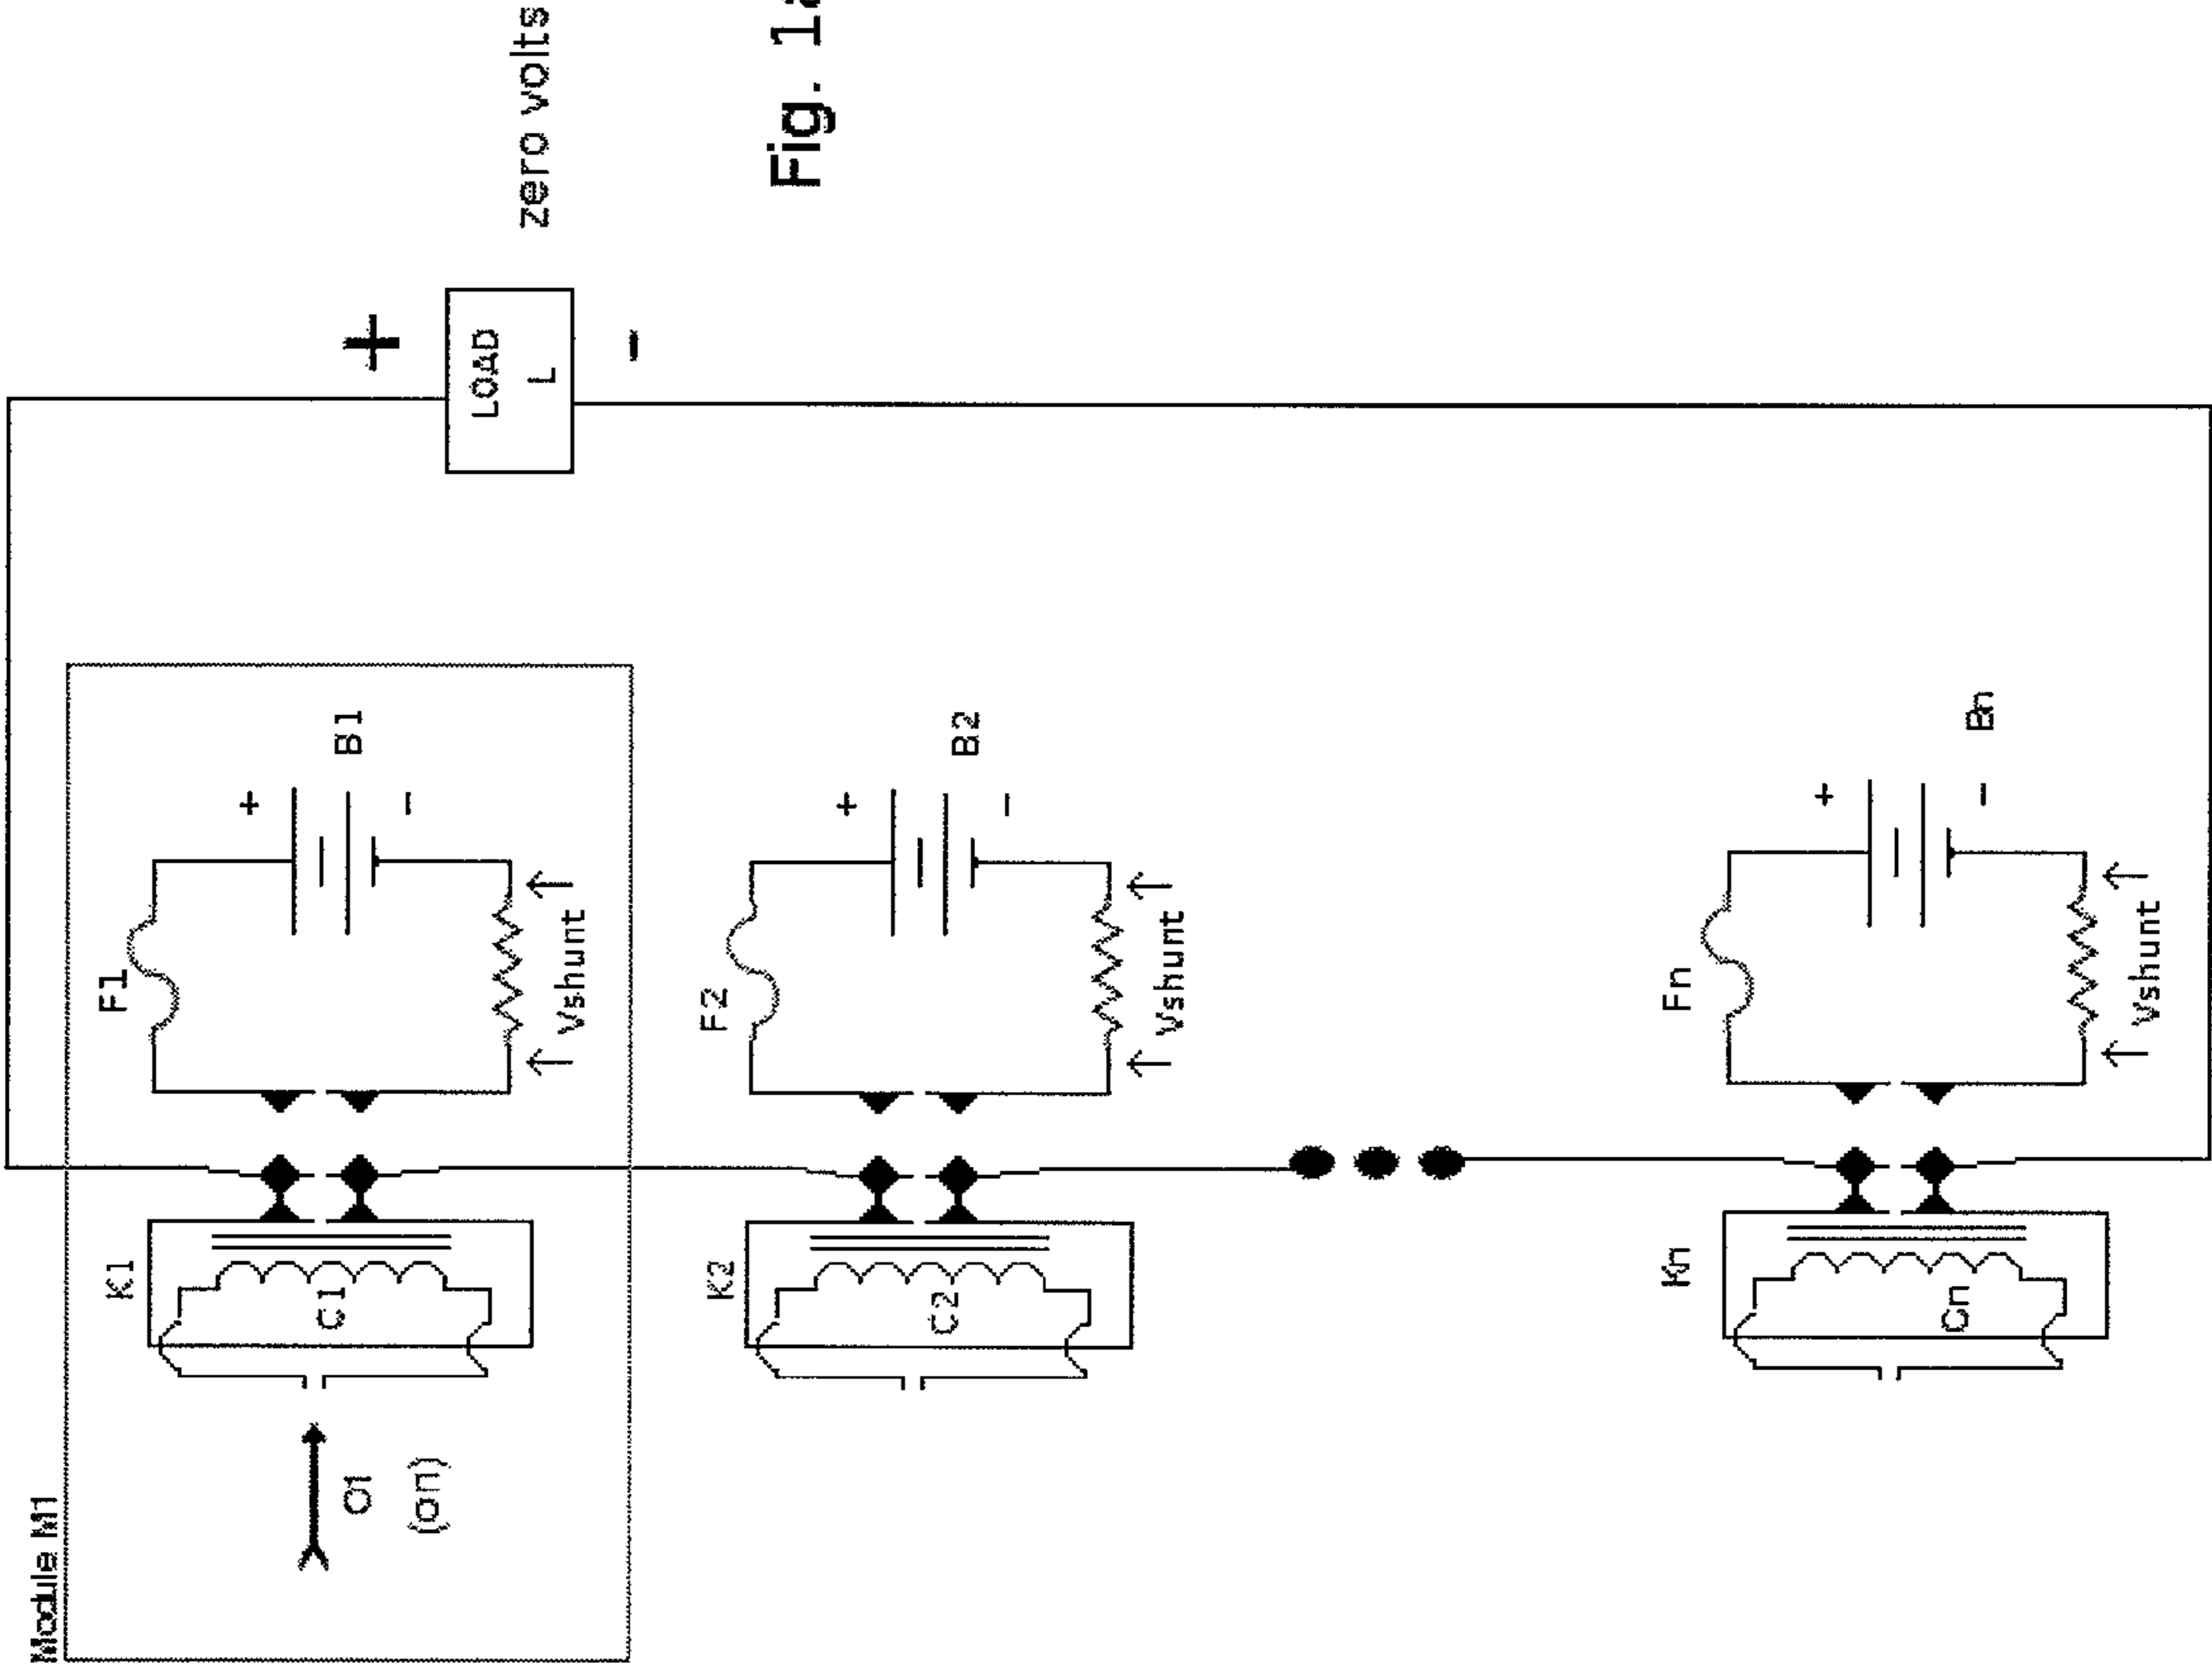 Module M1
O1
(on)
K1
C1
F1
+
B1
-
Vshunt
K2
C2
F2
+
B2
-
Vshunt
Kn
Cn
Fn
+
Bn
-
Vshunt
+
LOAD
L
-
zero volts
Fig. 1a